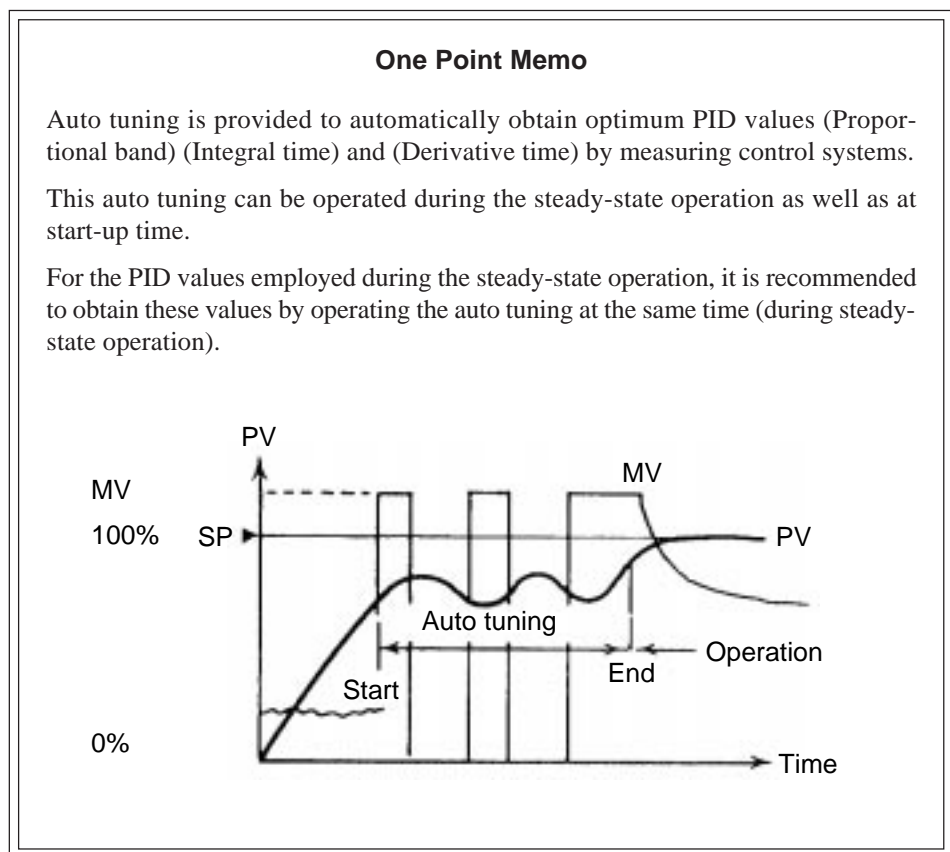 One Point Memo
Auto tuning is provided to automatically obtain optimum PID values (Propor-
tional band) (Integral time) and (Derivative time) by measuring control systems.
This auto tuning can be operated during the steady-state operation as well as at
start-up time.
For the PID values employed during the steady-state operation, it is recommended
to obtain these values by operating the auto tuning at the same time (during steady-
state operation).
PV
MV
MV
100%
SP
PV
Auto tuning
Operation
End
Start
0%
Time